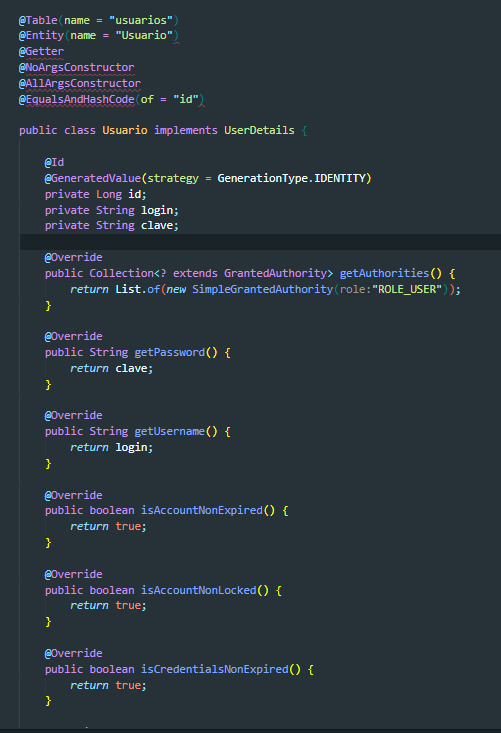 @Table(name = "usuarios")
@Entity(name = "Usuario")
@Getter
@NoArgsConstructor
@AllArgsConstructor
@EqualsAndHashCode(of = "id")
public class Usuario implements UserDetails {
@Id
@GeneratedValue(strategy = GenerationType.IDENTITY)
private Long id;
private String login;
private String clave;
@Override
public Collection<? extends GrantedAuthority> getAuthorities() {
return List.of(new SimpleGrantedAuthority(role:"ROLE_USER"));
}
@Override
public String getPassword() {
return clave;
}
@Override
public String getUsername() {
return login;
}
@Override
public boolean isAccountNonExpired() {
return true;
}
@Override
public boolean isAccountNonLocked() {
return true;
}
@Override
public boolean isCredentialsNonExpired() {
return true;
}